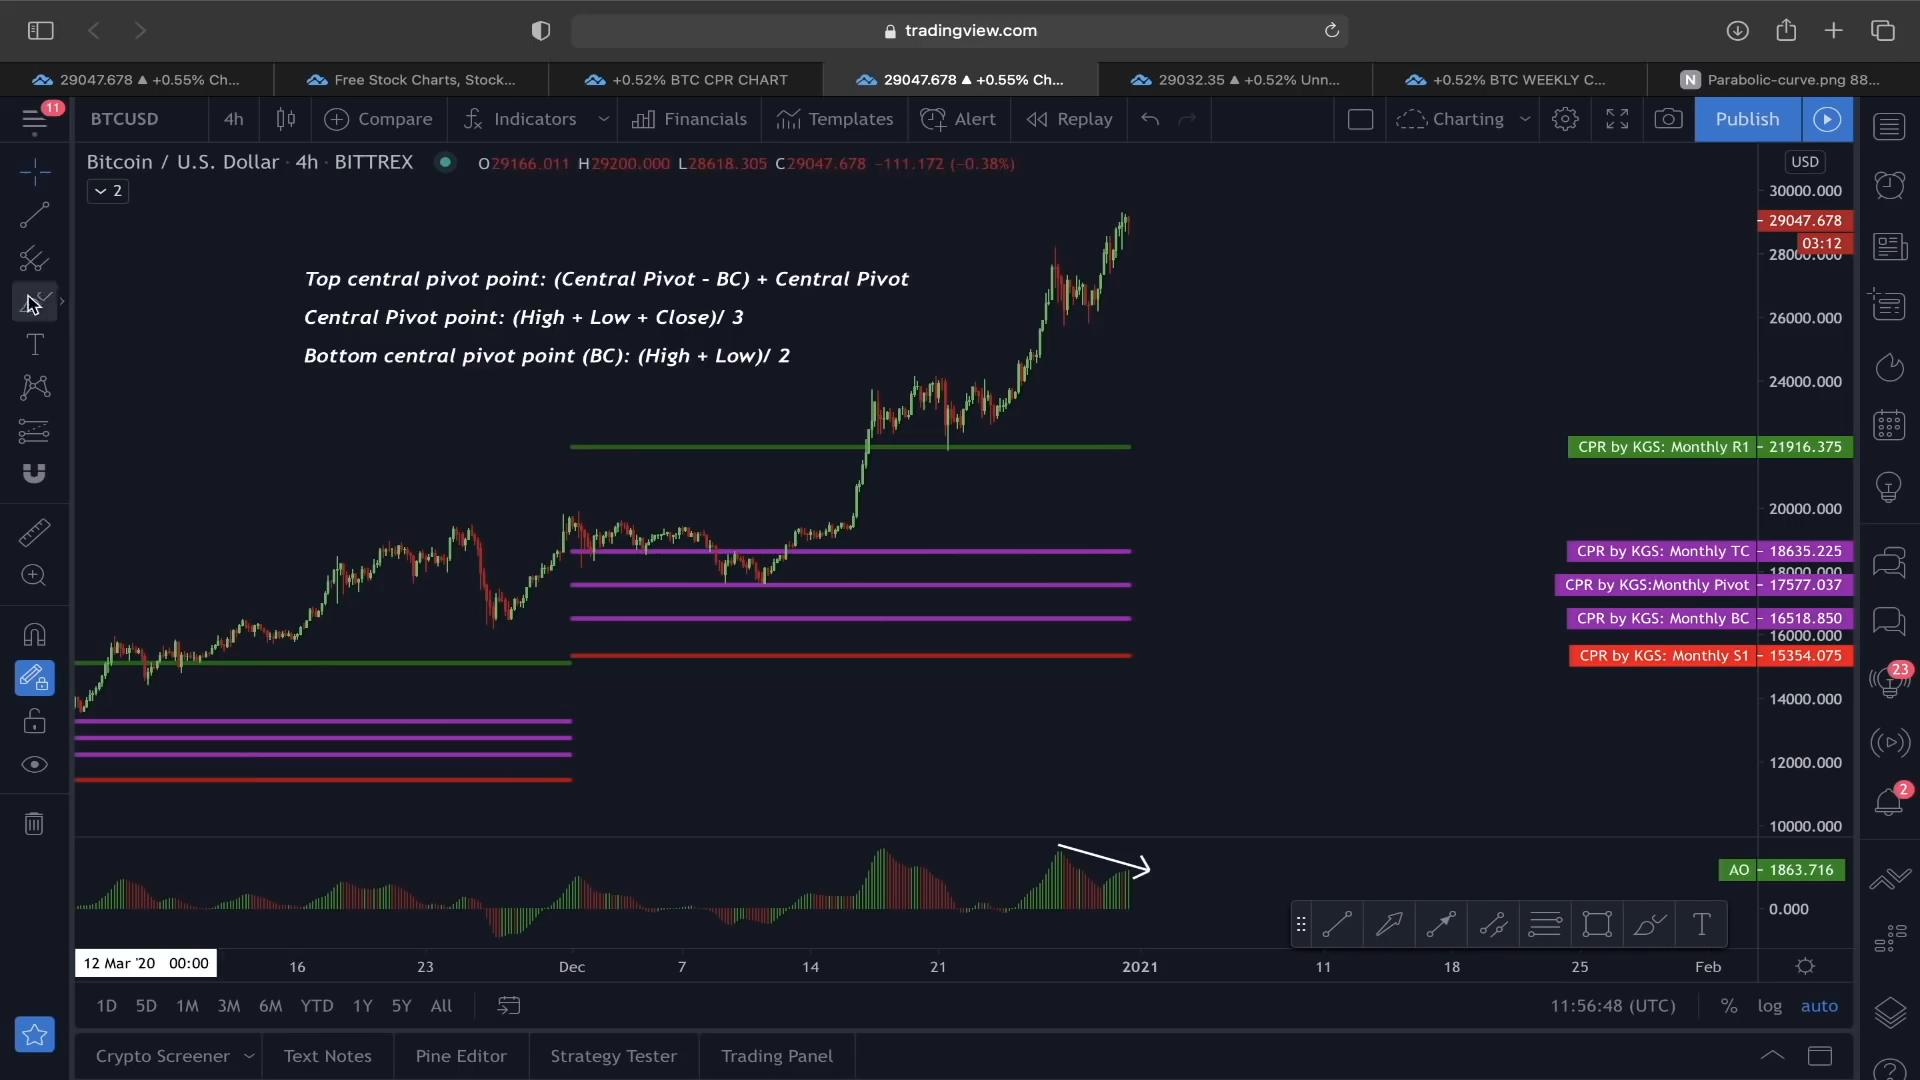 tradingview.com
29047.678 ▲ +0.55% Ch...
Free Stock Charts, Stock...
+0.52% BTC CPR CHART
29047.678 ▲ +0.55% Ch...
29032.35 ▲ +0.52% Unn...
+0.52% BTC WEEKLY C...
N Parabolic-curve.png 88...
11
BTCUSD
4h
Compare
Indicators
Financials
Templates
Alert
Replay
Charting
Publish
Bitcoin / U.S. Dollar · 4h · BITTREX
O29166.011 H29200.000 L28618.305 C29047.678 −111.172 (−0.38%)
2
USD
30000.000
29047.678
03:12
28000.000
Top central pivot point: (Central Pivot – BC) + Central Pivot
Central Pivot point: (High + Low + Close)/ 3
Bottom central pivot point (BC): (High + Low)/ 2
26000.000
24000.000
CPR by KGS: Monthly R1 21916.375
20000.000
CPR by KGS: Monthly TC 18635.225
18000.000
CPR by KGS:Monthly Pivot 17577.037
CPR by KGS: Monthly BC 16518.850
16000.000
CPR by KGS: Monthly S1 15354.075
14000.000
12000.000
10000.000
AO 1863.716
0.000
23
2
12 Mar '20 00:00
16
23
Dec
7
14
21
2021
11
18
25
Feb
1D 5D 1M 3M 6M YTD 1Y 5Y All
11:56:48 (UTC)
% log auto
Crypto Screener
Text Notes
Pine Editor
Strategy Tester
Trading Panel